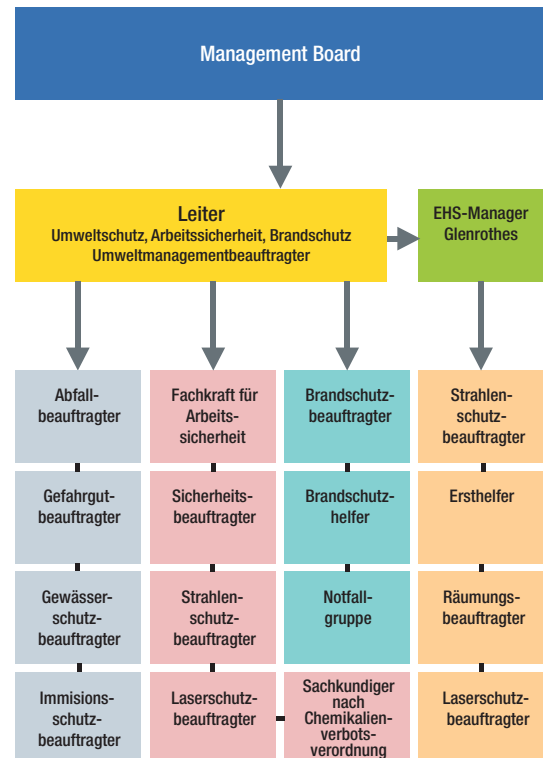 Management Board
Leiter
Umweltschutz, Arbeitssicherheit, Brandschutz
Umweltmanagementbeauftragter
EHS-Manager
Glenrothes
Abfall-
beauftragter
Fachkraft für
Arbeits-
sicherheit
Brandschutz-
beauftragter
Strahlen-
schutz-
beauftragter
Gefahrgut-
beauftragter
Sicherheits-
beauftragter
Brandschutz-
helfer
Ersthelfer
Gewässer-
schutz-
beauftragter
Strahlen-
schutz-
beauftragter
Notfall-
gruppe
Räumungs-
beauftragter
Immisions-
schutz-
beauftragter
Laserschutz-
beauftragter
Sachkundiger
nach
Chemikalien-
verbots-
verordnung
Laserschutz-
beauftragter